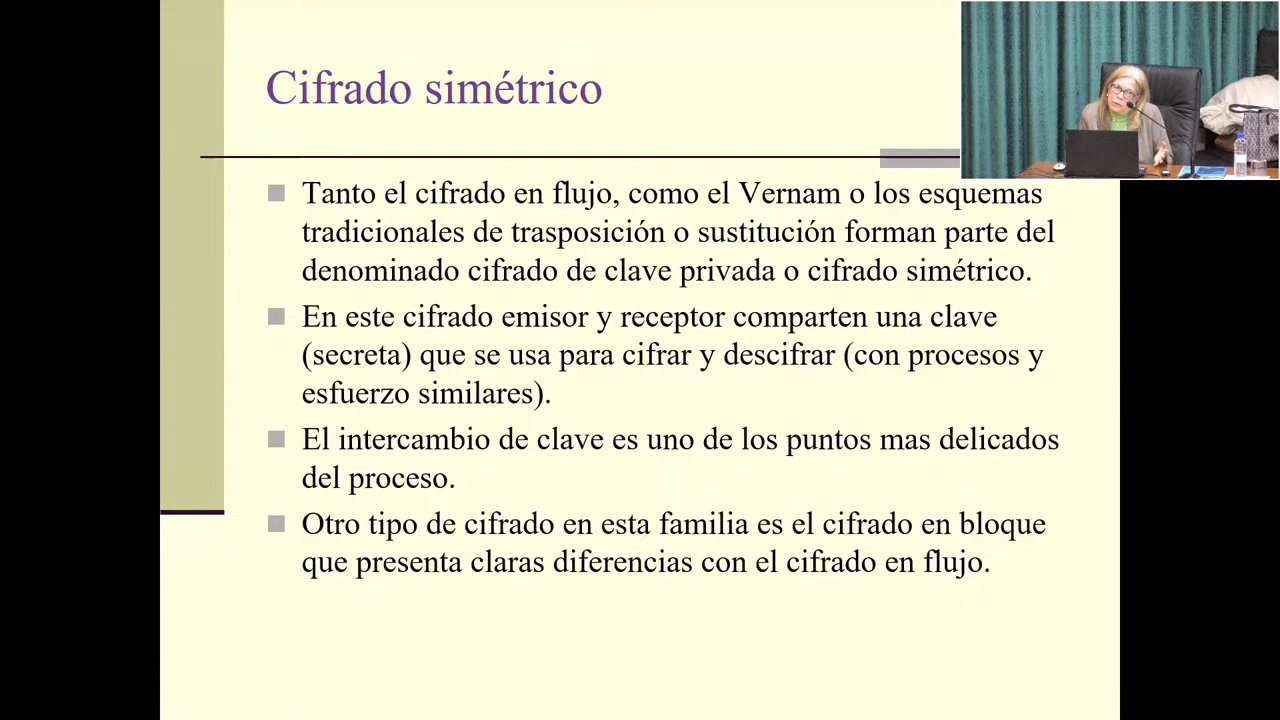 Cifrado simétrico
Tanto el cifrado en flujo, como el Vernam o los esquemas
tradicionales de trasposición o sustitución forman parte del
denominado cifrado de clave privada o cifrado simétrico.
En este cifrado emisor y receptor comparten una clave
(secreta) que se usa para cifrar y descifrar (con procesos y
esfuerzo similares).
El intercambio de clave es uno de los puntos mas delicados
del proceso.
Otro tipo de cifrado en esta familia es el cifrado en bloque
que presenta claras diferencias con el cifrado en flujo.